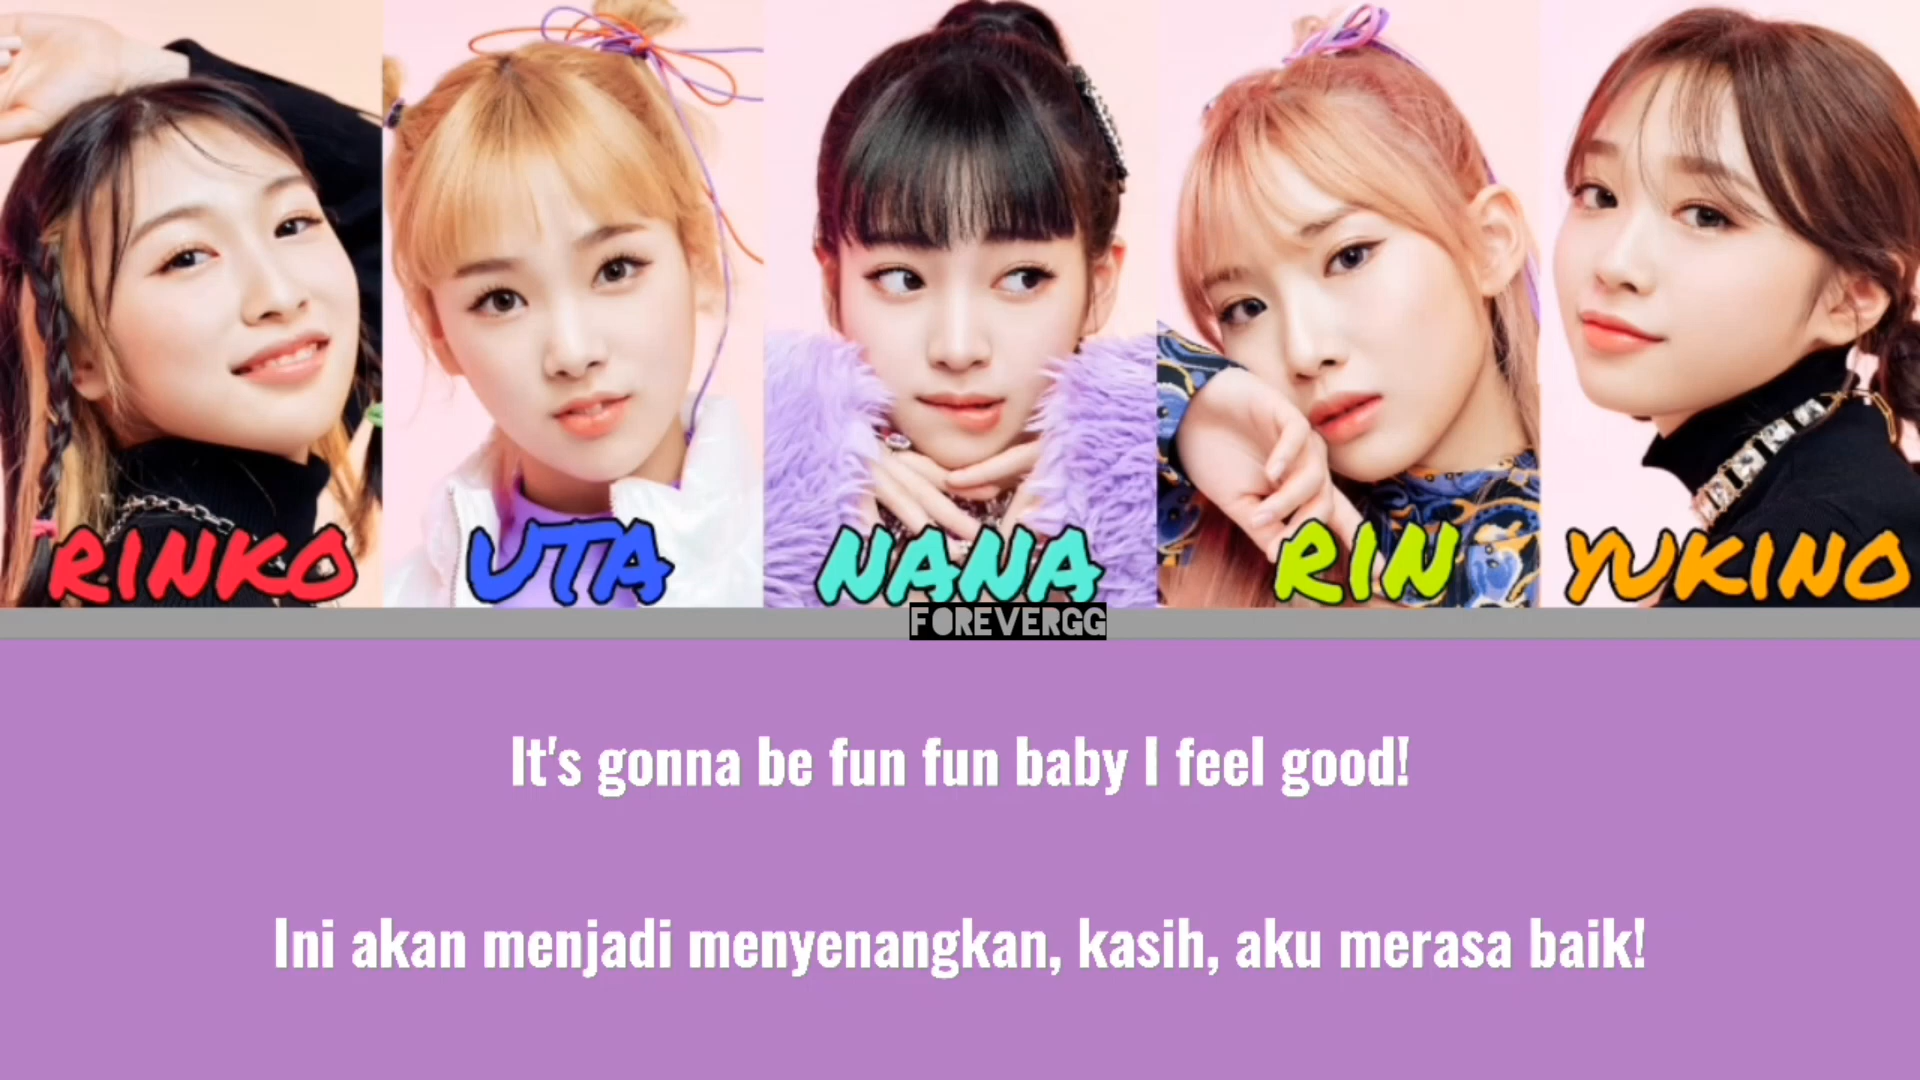 RINKO
UTA
NANA
RIN
YUKINO
FOREVERGG
It's gonna be fun fun baby I feel good!
Ini akan menjadi menyenangkan, kasih, aku merasa baik!